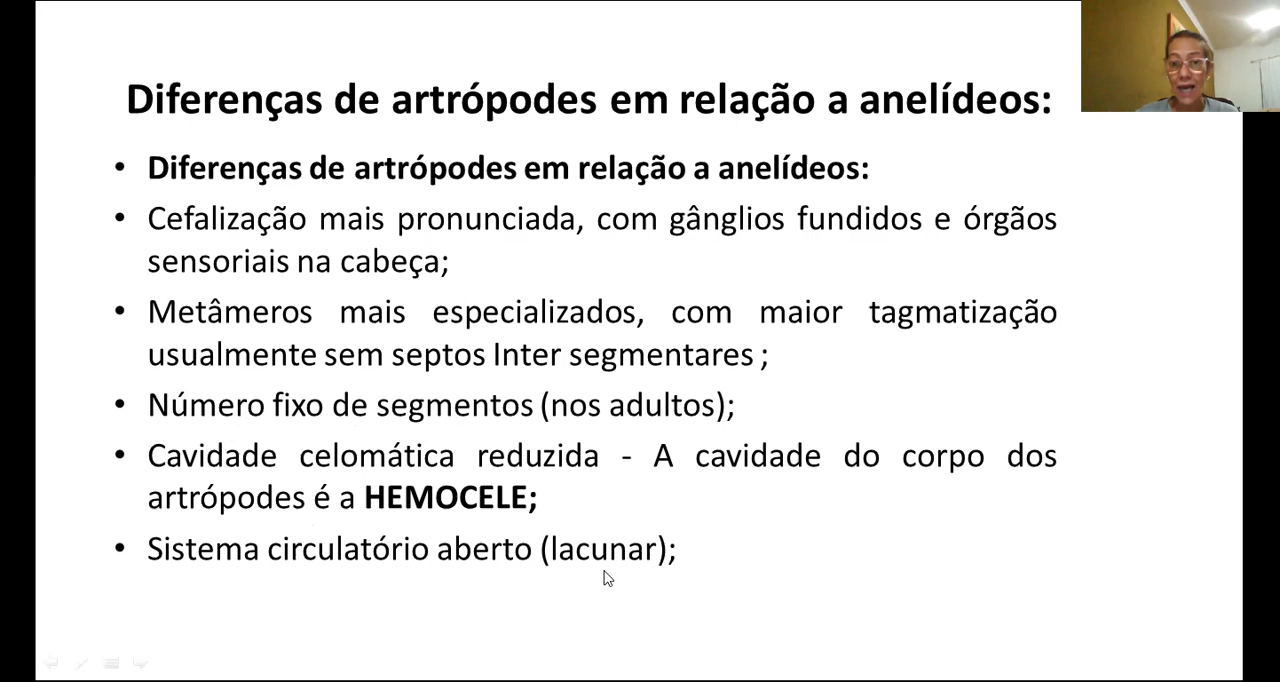 Diferenças de artrópodes em relação a anelídeos:
• Diferenças de artrópodes em relação a anelídeos:
• Cefalização mais pronunciada, com gânglios fundidos e órgãos
sensoriais na cabeça;
• Metâmeros mais especializados, com maior tagmatização
usualmente sem septos Inter segmentares ;
• Número fixo de segmentos (nos adultos);
• Cavidade celomática reduzida - A cavidade do corpo dos
artrópodes é a HEMOCELE;
• Sistema circulatório aberto (lacunar);